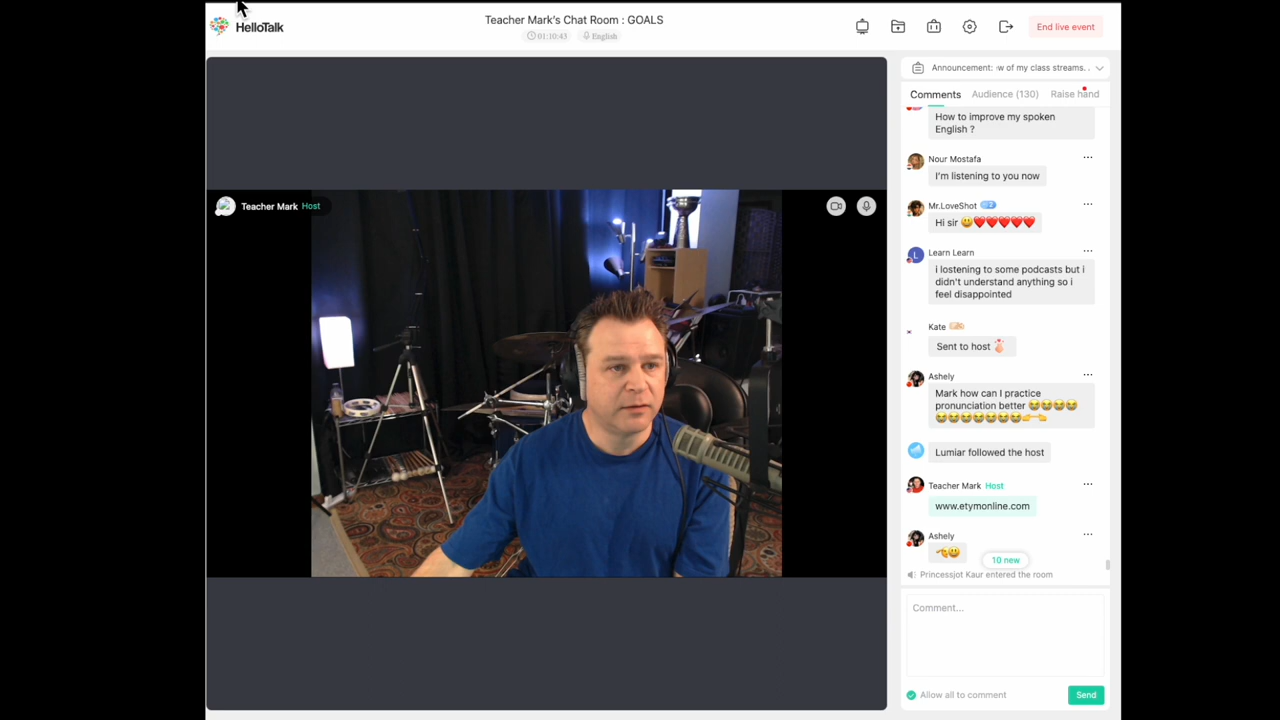 HelloTalk
Teacher Mark's Chat Room : GOALS
01:10:43 English
End live event
Announcement: ew of my class streams. .
Comments Audience (130) Raise hand
How to improve my spoken
English ?
Nour Mostafa
I'm listening to you now
Mr.LoveShot
Hi sir 😃❤️❤️❤️❤️❤️
Learn Learn
i lostening to some podcasts but i
didn't understand anything so i
feel disappointed
Kate
Sent to host
Ashely
Mark how can I practice
pronunciation better 😭😭😭😭
😭😭😭😭😭😭😭👉👈
Lumiar followed the host
Teacher Mark Host
www.etymonline.com
Ashely
10 new
Princessjot Kaur entered the room
Teacher Mark Host
Comment...
Allow all to comment
Send